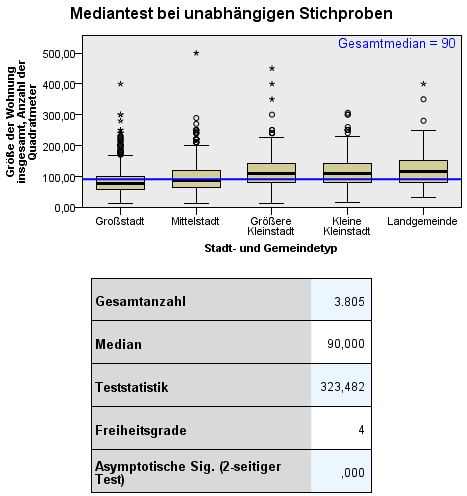 Mediantest bei unabhängigen Stichproben
Gesamtmedian = 90
Größe der Wohnung
insgesamt, Anzahl der
Quadratmeter
500,00
400,00
300,00
200,00
100,00
0,00
Großstadt
Mittelstadt
Größere
Kleinstadt
Kleine
Kleinstadt
Landgemeinde
Stadt- und Gemeindetyp
Gesamtanzahl 3.805
Median 90,000
Teststatistik 323,482
Freiheitsgrade 4
Asymptotische Sig. (2-seitiger
Test) ,000